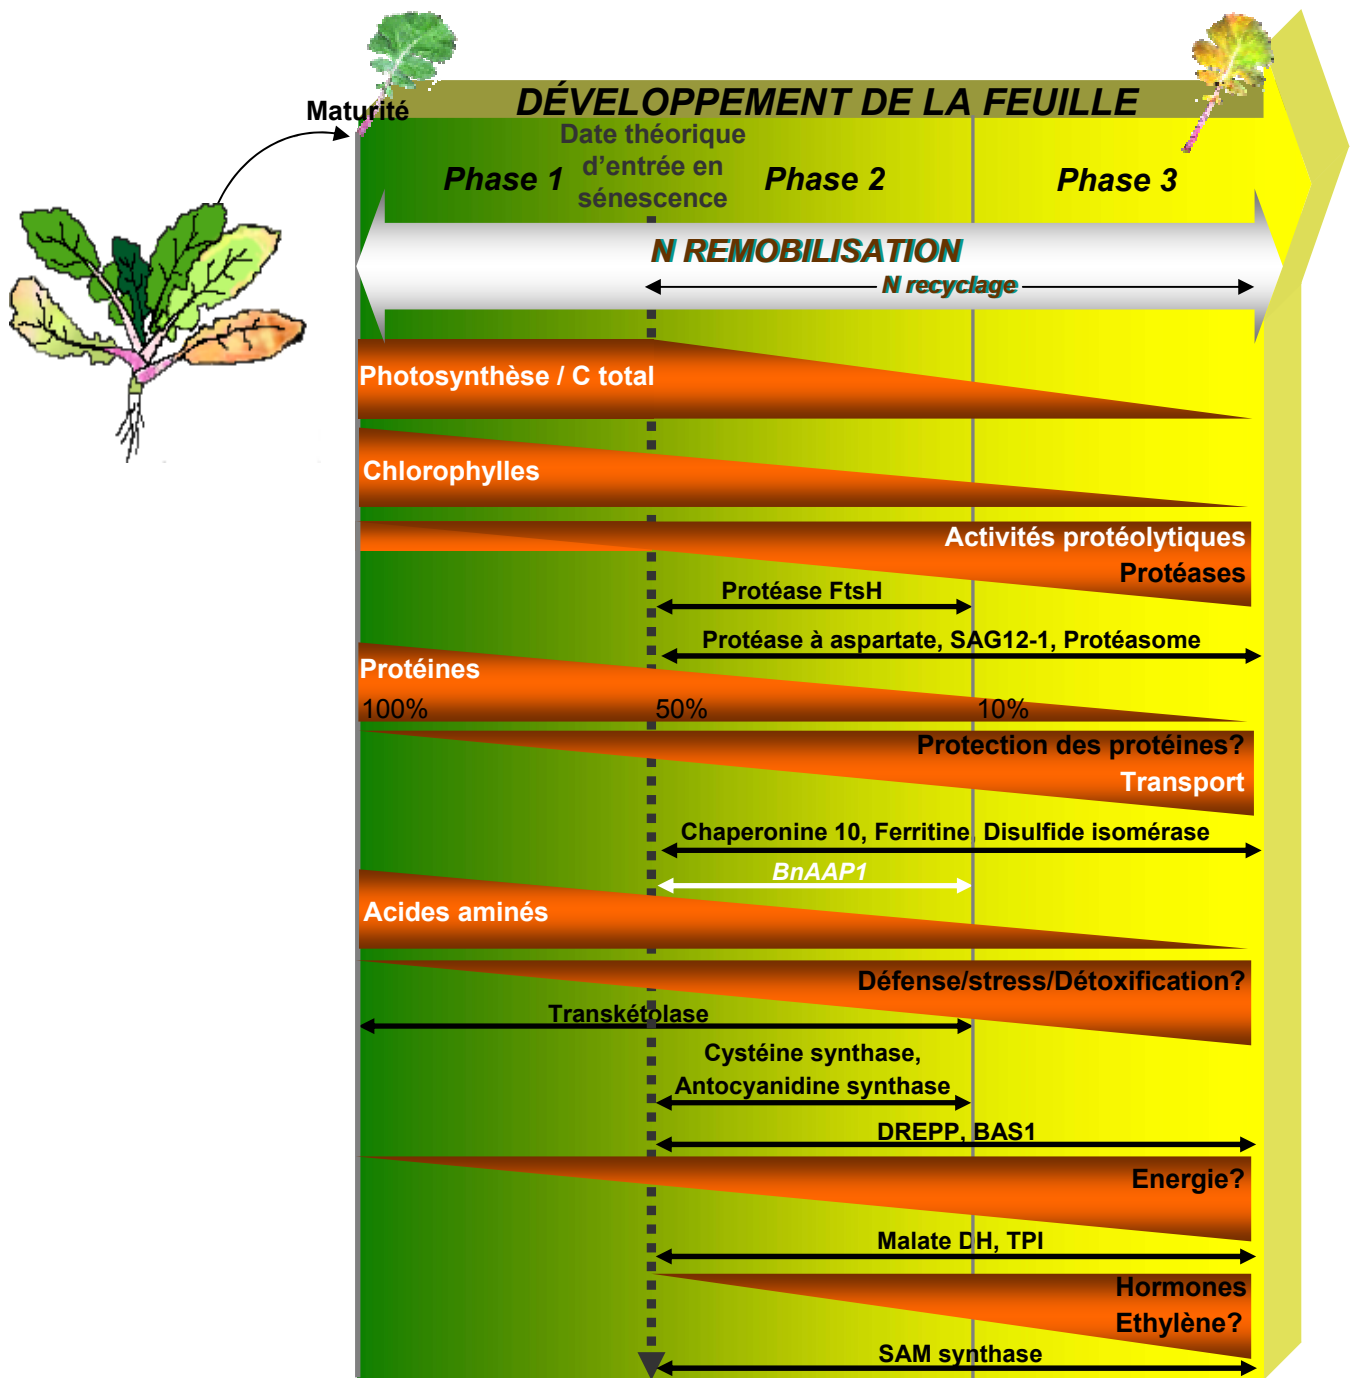 DÉVELOPPEMENT DE LA FEUILLE
Maturité
Date théorique
d’entrée en
sénescence
Phase 1
Phase 2
Phase 3
N REMOBILISATION
N recyclage
Photosynthèse / C total
Chlorophylles
Activités protéolytiques
Protéases
Protéase FtsH
Protéase à aspartate, SAG12-1, Protéasome
Protéines
100%
50%
10%
Protection des protéines?
Transport
Chaperonine 10, Ferritine, Disulfide isomérase
BnAAP1
Acides aminés
Défense/stress/Détoxification?
Transkétolase
Cystéine synthase,
Antocyanidine synthase
DREPP, BAS1
Energie?
Malate DH, TPI
Hormones
Ethylène?
SAM synthase